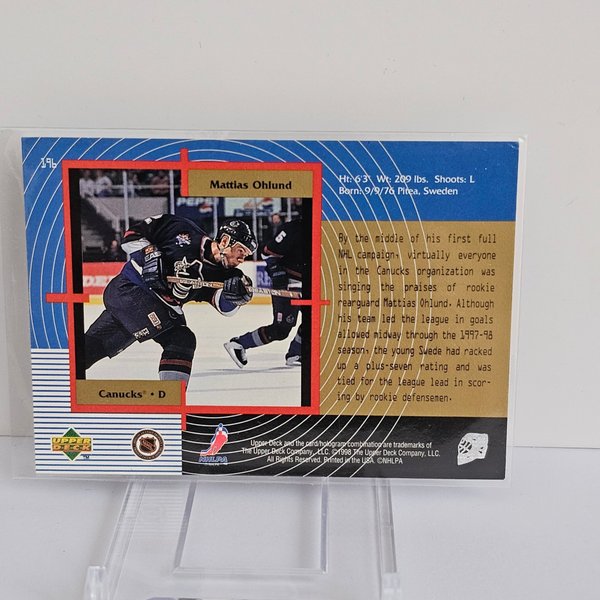 196
Mattias Ohlund
Ht: 6'3" Wt: 209 lbs. Shoots: L
Born: 9/9/76 Pitea, Sweden
By the middle of his first full
NHL campaign, virtually everyone
in the Canucks organization was
singing the praises of rookie
rearguard Mattias Ohlund. Although
his team led the league in goals
allowed midway through the 1997-98
season, the young Swede had racked
up a plus-seven rating and was
tied for the league lead in scor-
ing by rookie defensemen.
PEPSI
Canucks® • D
UPPER
DECK
NHLPA
Upper Deck and the card/hologram combination are trademarks of
The Upper Deck Company, LLC. ©1998 The Upper Deck Company, LLC.
All Rights Reserved. Printed in the USA. ©NHLPA